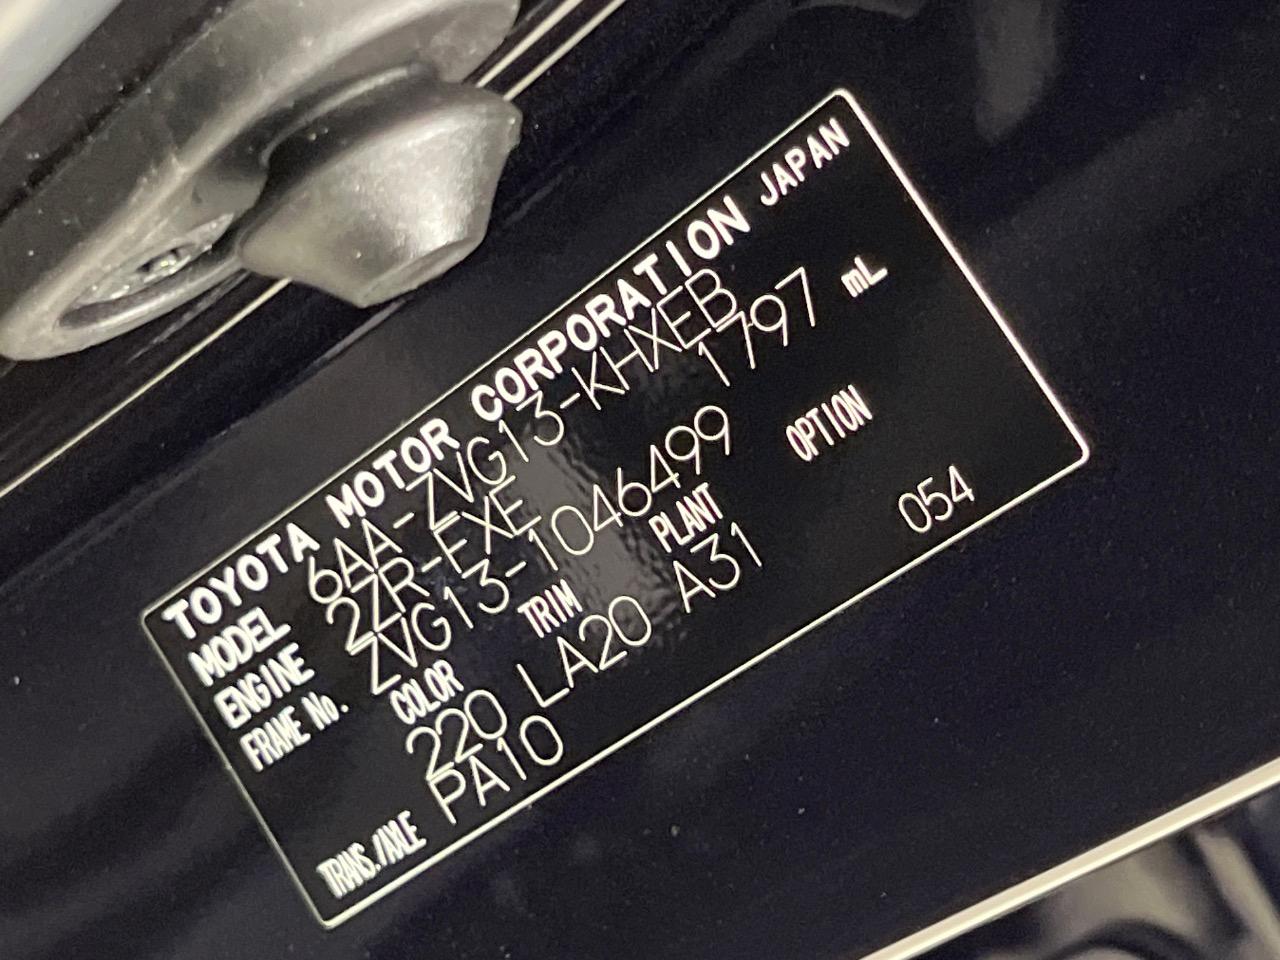 TOYOTA MOTOR CORPORATION JAPAN
MODEL 6AA-ZVG13-KHXEB
ENGINE 2ZR-FXE 1797 mL
FRAME No. ZVG13-1046499
COLOR TRIM PLANT OPTION
220 LA20 A31 054
TRANS./AXLE PA10